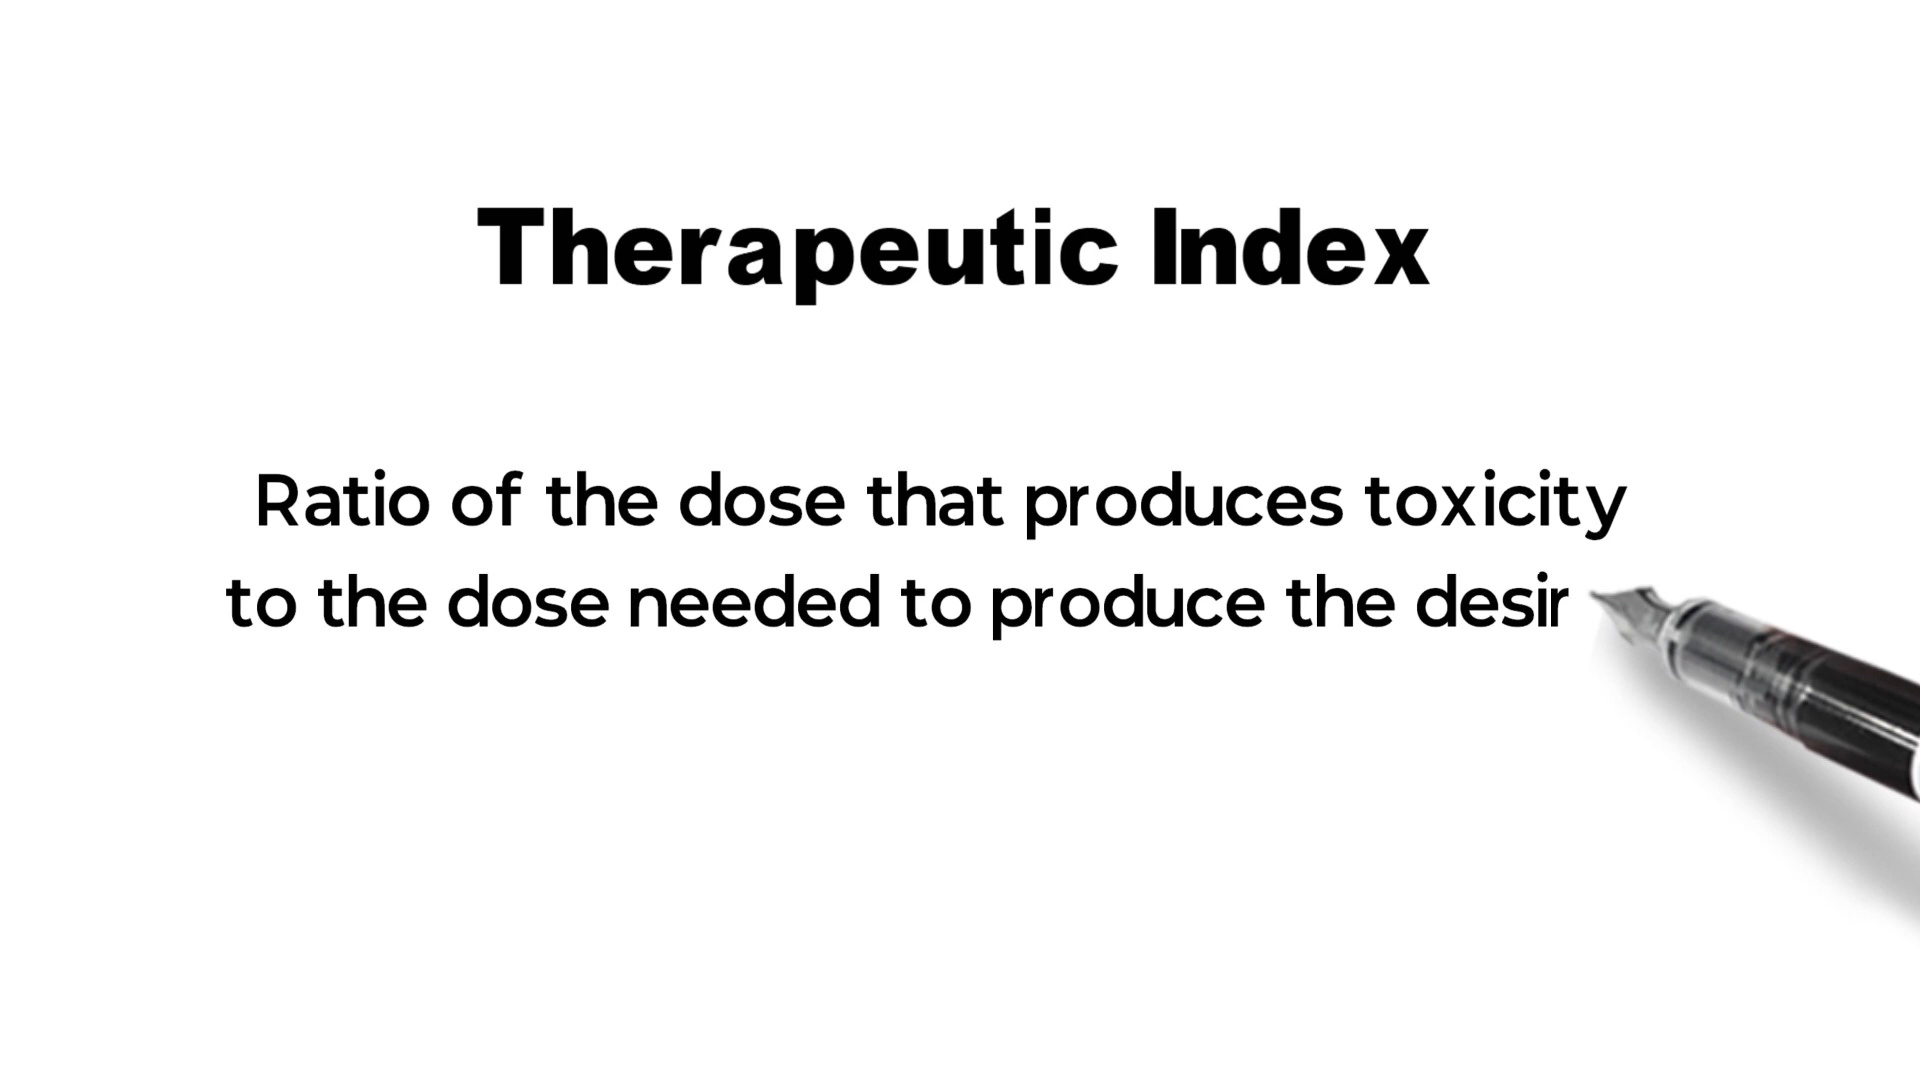 Therapeutic Index
Ratio of the dose that produces toxicity
to the dose needed to produce the desir